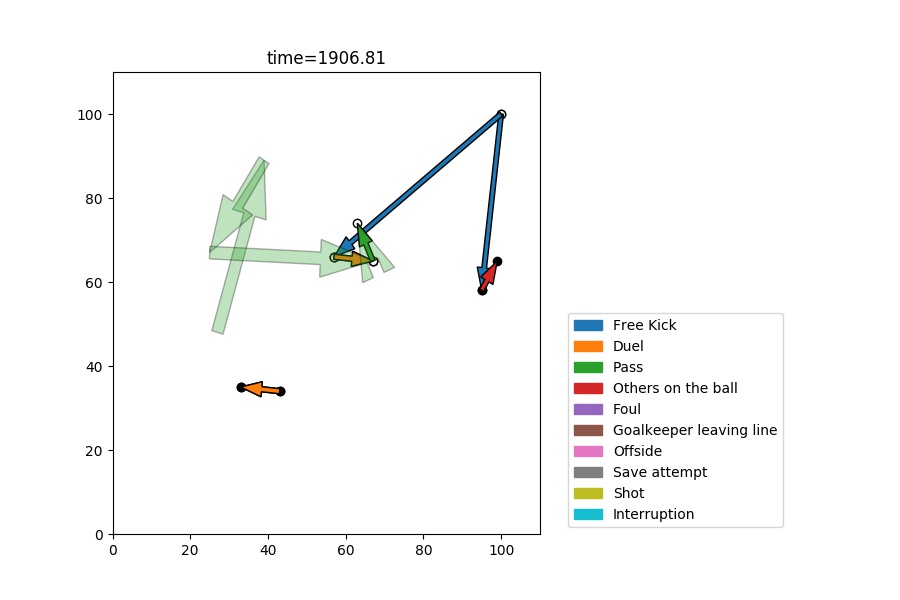 time=1906.81
100
80
60
40
20
0
0 20 40 60 80 100
Free Kick
Duel
Pass
Others on the ball
Foul
Goalkeeper leaving line
Offside
Save attempt
Shot
Interruption